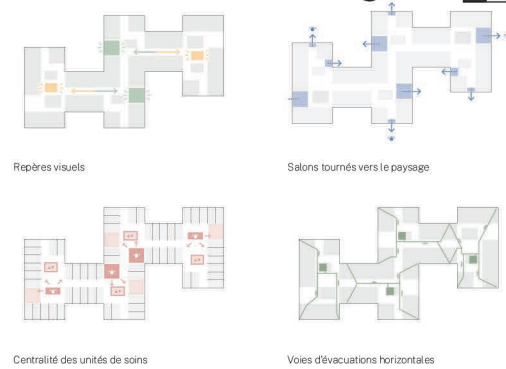 Repères visuels
Salons tournés vers le paysage
Centralité des unités de soins
Voies d'évacuations horizontales